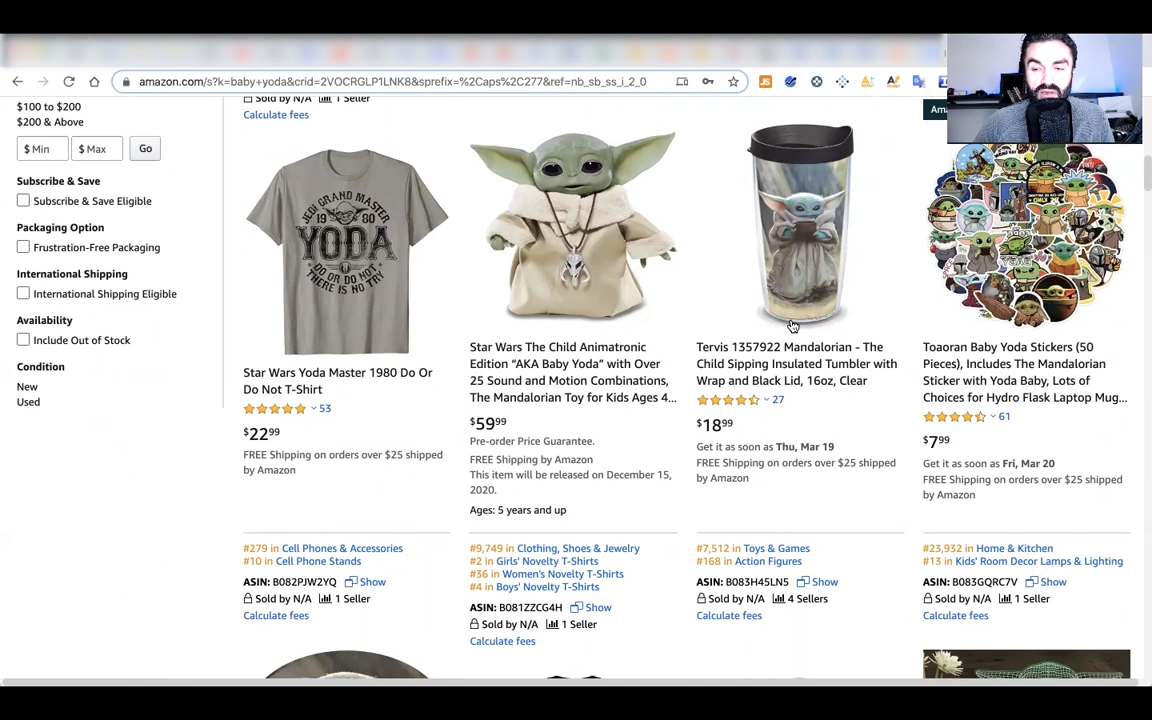 amazon.com/s?k=baby+yoda&crid=2VOCRGLP1LNK8&sprefix=%2Caps%2C277&ref=nb_sb_ss_i_2_0
$100 to $200
$200 & Above
$ Min
$ Max
Go
Subscribe & Save
Subscribe & Save Eligible
Packaging Option
Frustration-Free Packaging
International Shipping
International Shipping Eligible
Availability
Include Out of Stock
Condition
New
Used
Sold by N/A 1 Seller
Calculate fees
JEDI GRAND MASTER
19 80
YODA
DO OR DO NOT
THERE IS NO TRY
Star Wars Yoda Master 1980 Do Or
Do Not T-Shirt
53
$22.99
FREE Shipping on orders over $25 shipped
by Amazon
#279 in Cell Phones & Accessories
#10 in Cell Phone Stands
ASIN: B082PJW2YQ Show
Sold by N/A 1 Seller
Calculate fees
Star Wars The Child Animatronic
Edition “AKA Baby Yoda” with Over
25 Sound and Motion Combinations,
The Mandalorian Toy for Kids Ages 4...
$59.99
Pre-order Price Guarantee.
FREE Shipping by Amazon
This item will be released on December 15,
2020.
Ages: 5 years and up
#9,749 in Clothing, Shoes & Jewelry
#2 in Girls' Novelty T-Shirts
#36 in Women's Novelty T-Shirts
#4 in Boys' Novelty T-Shirts
ASIN: B081ZZCG4H Show
Sold by N/A 1 Seller
Calculate fees
Tervis 1357922 Mandalorian - The
Child Sipping Insulated Tumbler with
Wrap and Black Lid, 16oz, Clear
27
$18.99
Get it as soon as Thu, Mar 19
FREE Shipping on orders over $25 shipped
by Amazon
#7,512 in Toys & Games
#168 in Action Figures
ASIN: B083H45LN5 Show
Sold by N/A 4 Sellers
Calculate fees
Toaoran Baby Yoda Stickers (50
Pieces), Includes The Mandalorian
Sticker with Yoda Baby, Lots of
Choices for Hydro Flask Laptop Mug...
61
$7.99
Get it as soon as Fri, Mar 20
FREE Shipping on orders over $25 shipped
by Amazon
#23,932 in Home & Kitchen
#13 in Kids' Room Decor Lamps & Lighting
ASIN: B083GQRC7V Show
Sold by N/A 1 Seller
Calculate fees